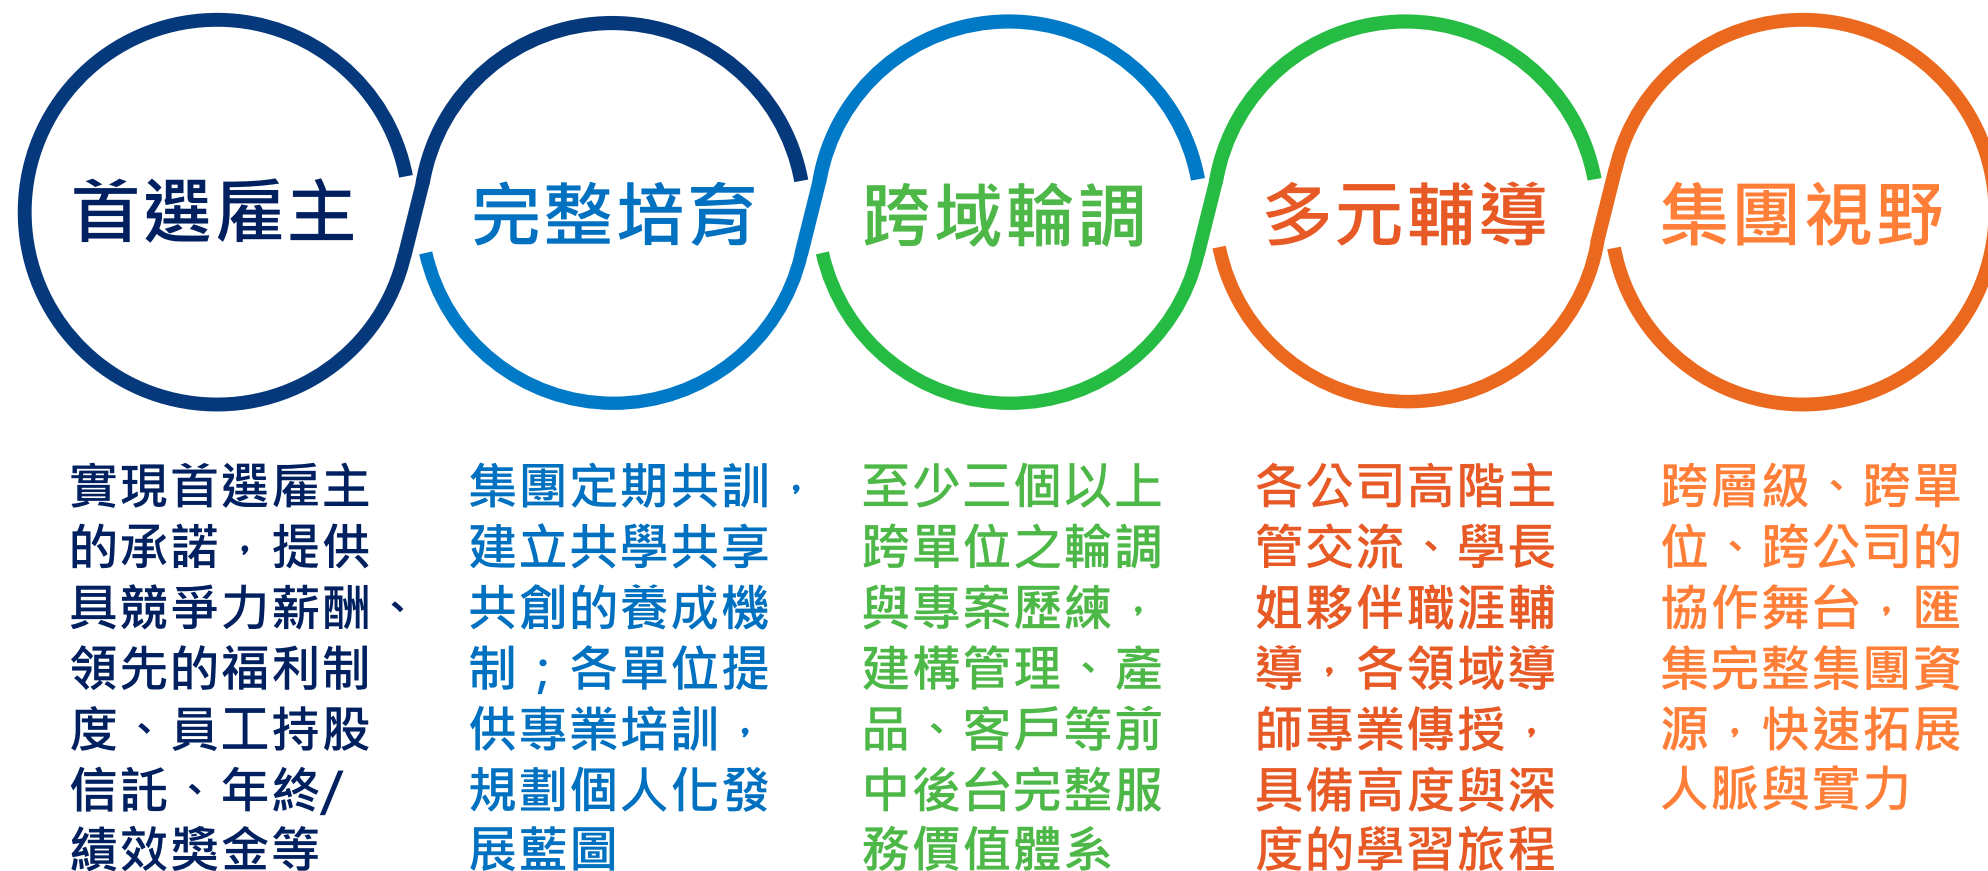 首選雇主
完整培育
跨域輪調
多元輔導
集團視野
實現首選雇主
的承諾，提供
具競爭力薪酬、
領先的福利制
度、員工持股
信託、年終/
績效獎金等
集團定期共訓，
建立共學共享
共創的養成機
制；各單位提
供專業培訓，
規劃個人化發
展藍圖
至少三個以上
跨單位之輪調
與專案歷練，
建構管理、產
品、客戶等前
中後台完整服
務價值體系
各公司高階主
管交流、學長
姐夥伴職涯輔
導，各領域導
師專業傳授，
具備高度與深
度的學習旅程
跨層級、跨單
位、跨公司的
協作舞台，匯
集完整集團資
源，快速拓展
人脈與實力